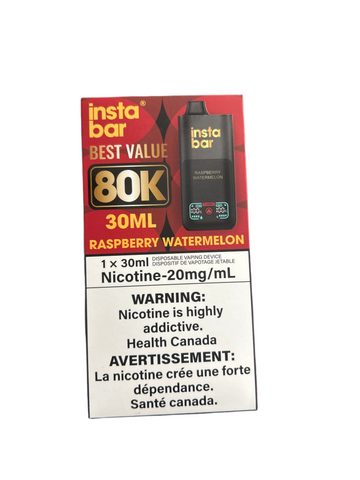 insta®
bar
BEST VALUE
80K
30ML
RASPBERRY WATERMELON
insta
bar
RASPBERRY
WATERMELON
1 × 30ml DISPOSABLE VAPING DEVICE
DISPOSITIF DE VAPOTAGE JETABLE
Nicotine-20mg/mL
WARNING:
Nicotine is highly
addictive.
Health Canada
AVERTISSEMENT:
La nicotine crée une forte
dépendance.
Santé canada.